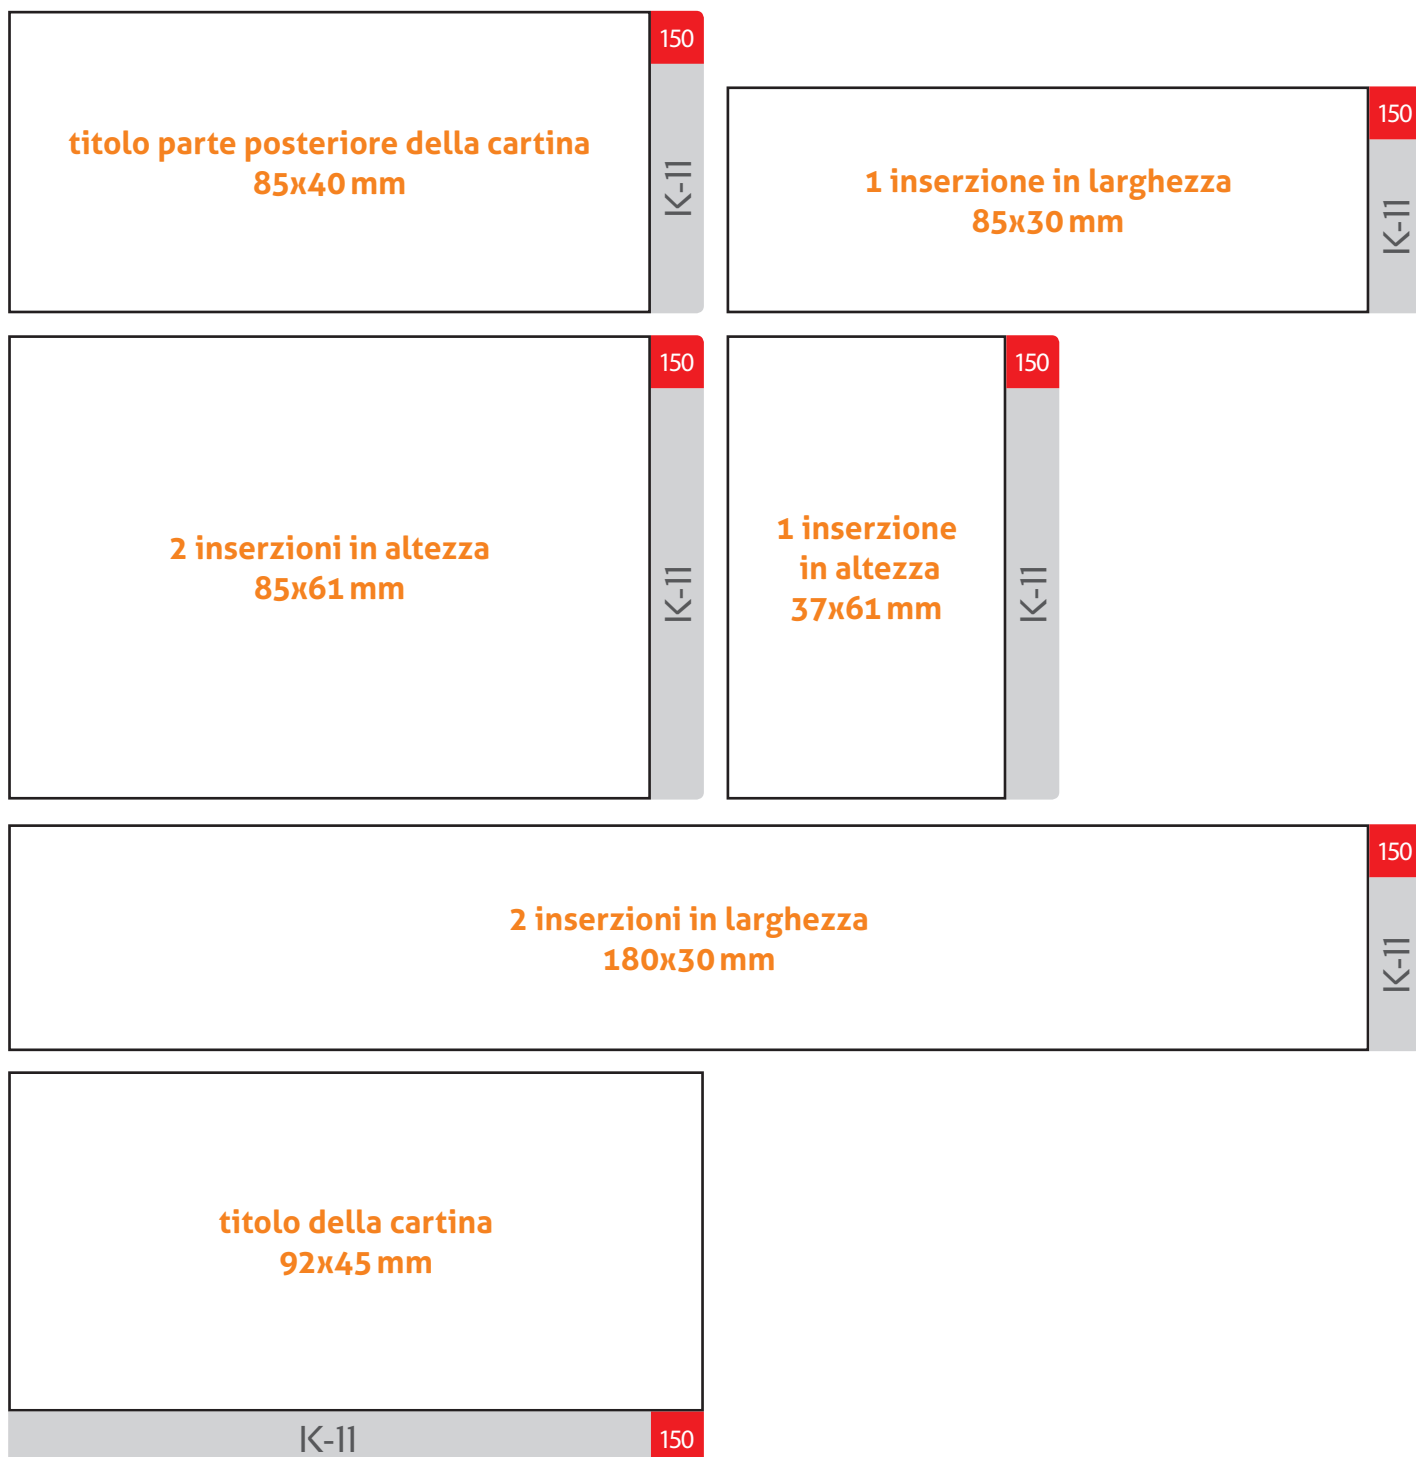 150
titolo parte posteriore della cartina
85x40 mm
K-11
150
1 inserzione in larghezza
85x30 mm
K-11
150
2 inserzioni in altezza
85x61 mm
K-11
150
1 inserzione
in altezza
37x61 mm
K-11
150
2 inserzioni in larghezza
180x30 mm
K-11
titolo della cartina
92x45 mm
K-11
150